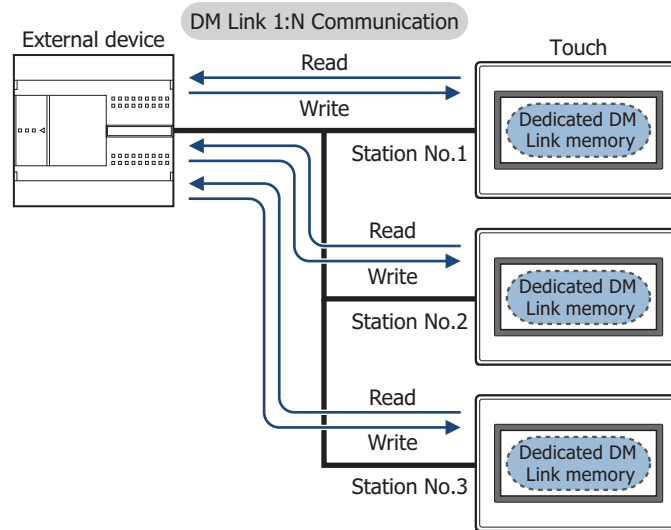 DM Link 1:N Communication
External device
Touch
Read
Write
Dedicated DM
Link memory
Station No.1
Read
Write
Dedicated DM
Link memory
Station No.2
Read
Write
Dedicated DM
Link memory
Station No.3